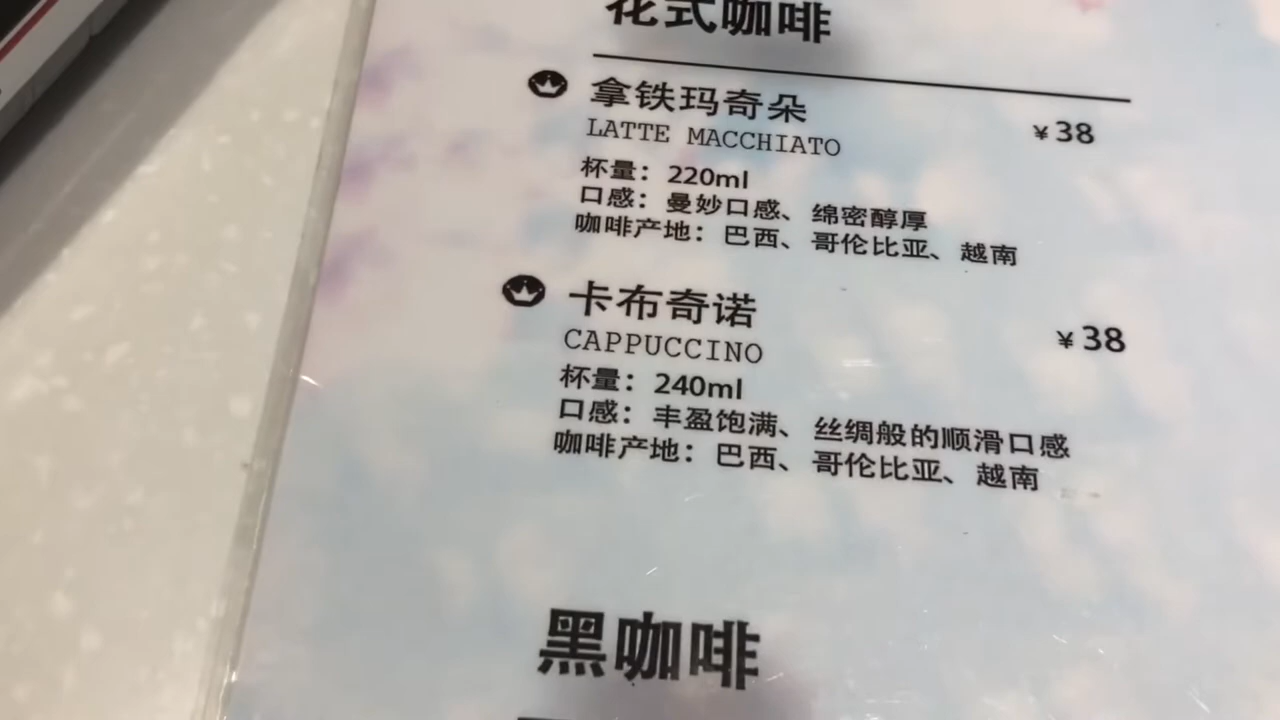 花式咖啡
拿铁玛奇朵
¥38
LATTE MACCHIATO
杯量：220ml
口感：曼妙口感、绵密醇厚
咖啡产地：巴西、哥伦比亚、越南
卡布奇诺
¥38
CAPPUCCINO
杯量：240ml
口感：丰盈饱满、丝绸般的顺滑口感
咖啡产地：巴西、哥伦比亚、越南
黑咖啡